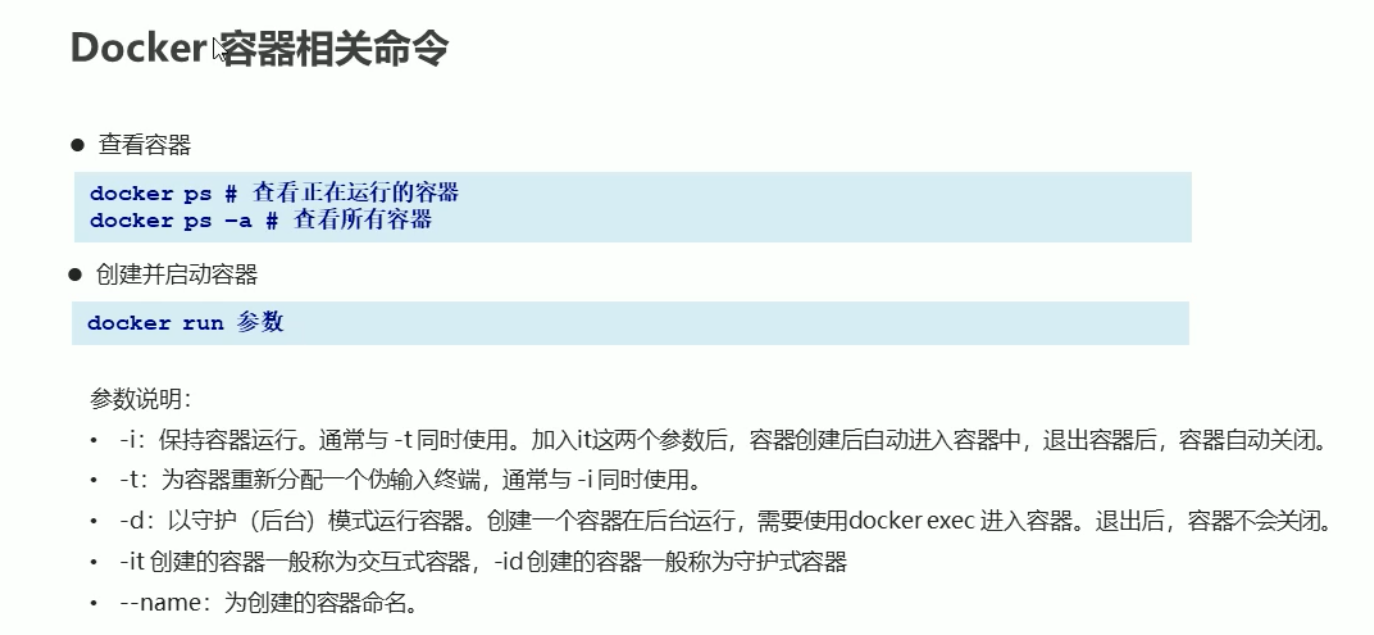 Docker 容器相关命令
● 查看容器
docker ps # 查看正在运行的容器
docker ps –a # 查看所有容器
● 创建并启动容器
docker run 参数
参数说明：
• -i：保持容器运行。通常与 -t 同时使用。加入it这两个参数后，容器创建后自动进入容器中，退出容器后，容器自动关闭。
• -t：为容器重新分配一个伪输入终端，通常与 -i 同时使用。
• -d：以守护（后台）模式运行容器。创建一个容器在后台运行，需要使用docker exec 进入容器。退出后，容器不会关闭。
• -it 创建的容器一般称为交互式容器，-id 创建的容器一般称为守护式容器
• --name：为创建的容器命名。